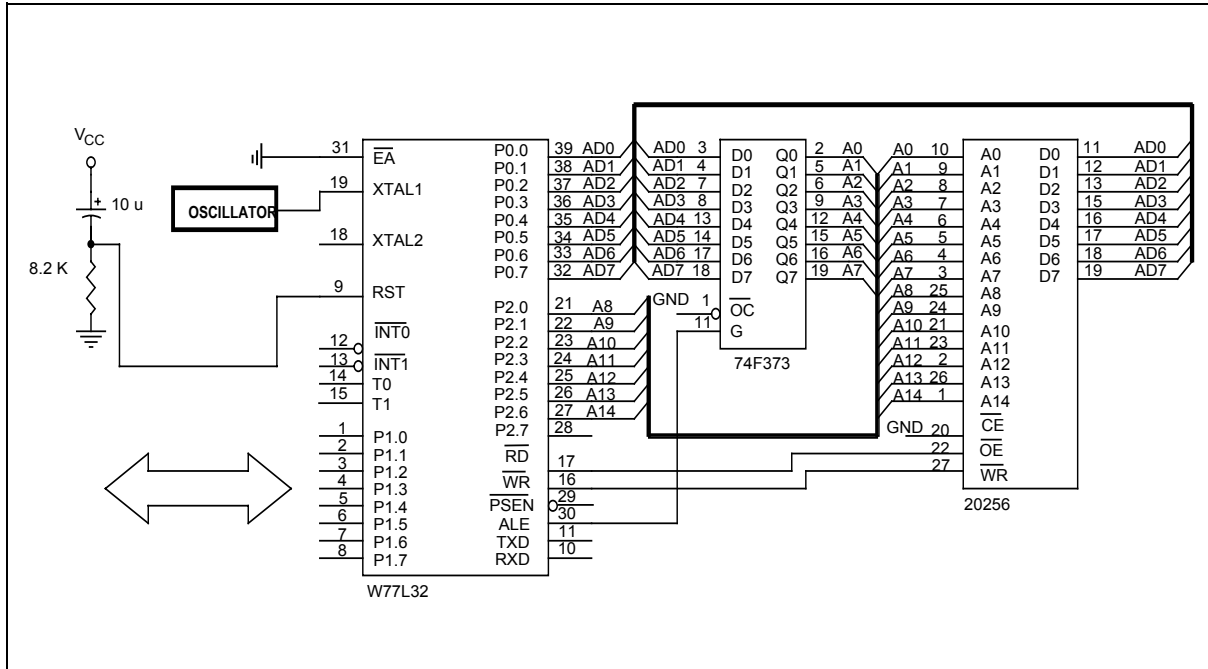 VCC
+
10 u
8.2 K
OSCILLATOR
31 EA
19 XTAL1
18 XTAL2
9 RST
INT0
12
INT1
13
14 T0
15 T1
1 P1.0
2 P1.1
3 P1.2
4 P1.3
5 P1.4
6 P1.5
7 P1.6
8 P1.7
P0.0 39 AD0
P0.1 38 AD1
P0.2 37 AD2
P0.3 36 AD3
P0.4 35 AD4
P0.5 34 AD5
P0.6 33 AD6
P0.7 32 AD7
P2.0 21 A8
P2.1 22 A9
P2.2 23 A10
P2.3 24 A11
P2.4 25 A12
P2.5 26 A13
P2.6 27 A14
P2.7 28
RD 17
WR 16
PSEN 29
ALE 30
TXD 11
RXD 10
W77L32
AD0 3 D0 Q0 2 A0
AD1 4 D1 Q1 5 A1
AD2 7 D2 Q2 6 A2
AD3 8 D3 Q3 9 A3
AD4 13 D4 Q4 12 A4
AD5 14 D5 Q5 15 A5
AD6 17 D6 Q6 16 A6
AD7 18 D7 Q7 19 A7
GND 1 OC
11 G
74F373
A0 10 A0 D0 11 AD0
A1 9 A1 D1 12 AD1
A2 8 A2 D2 13 AD2
A3 7 A3 D3 15 AD3
A4 6 A4 D4 16 AD4
A5 5 A5 D5 17 AD5
A6 4 A6 D6 18 AD6
A7 3 A7 D7 19 AD7
A8 25 A8
A9 24 A9
A10 21 A10
A11 23 A11
A12 2 A12
A13 26 A13
A14 1 A14
GND 20 CE
22 OE
27 WR
20256